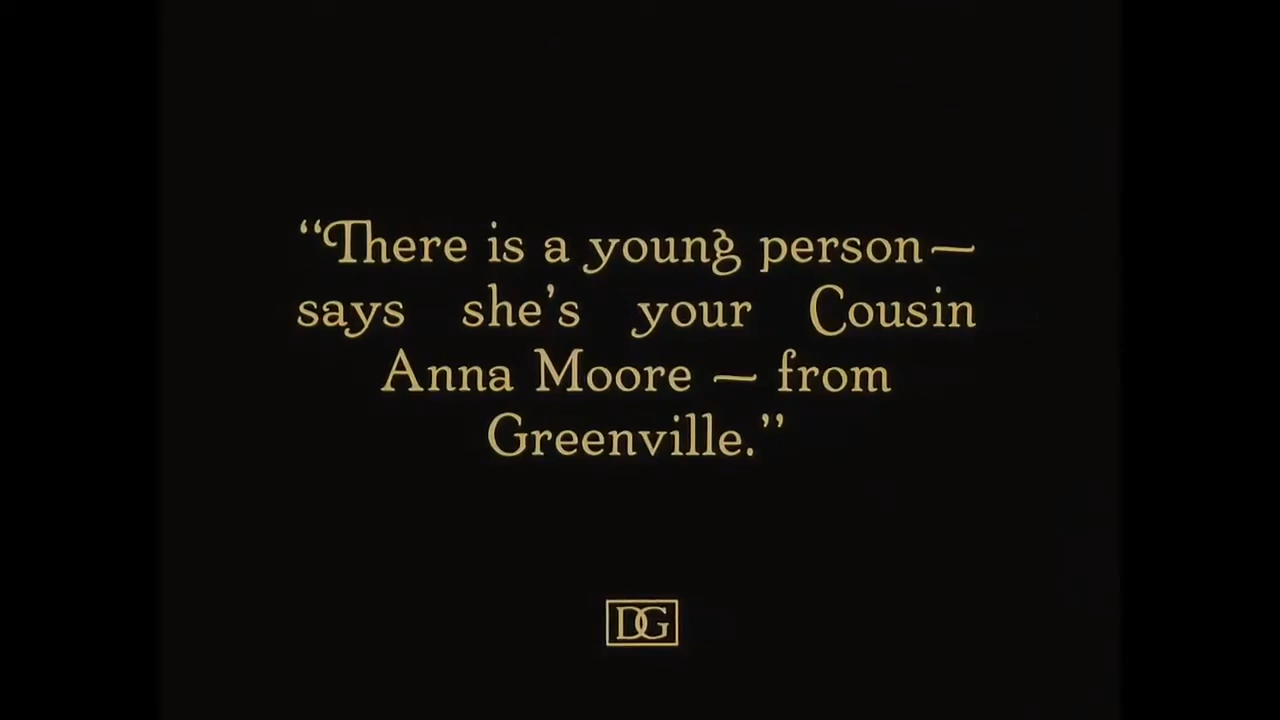 “There is a young person—
says she’s your Cousin
Anna Moore — from
Greenville.”
DG